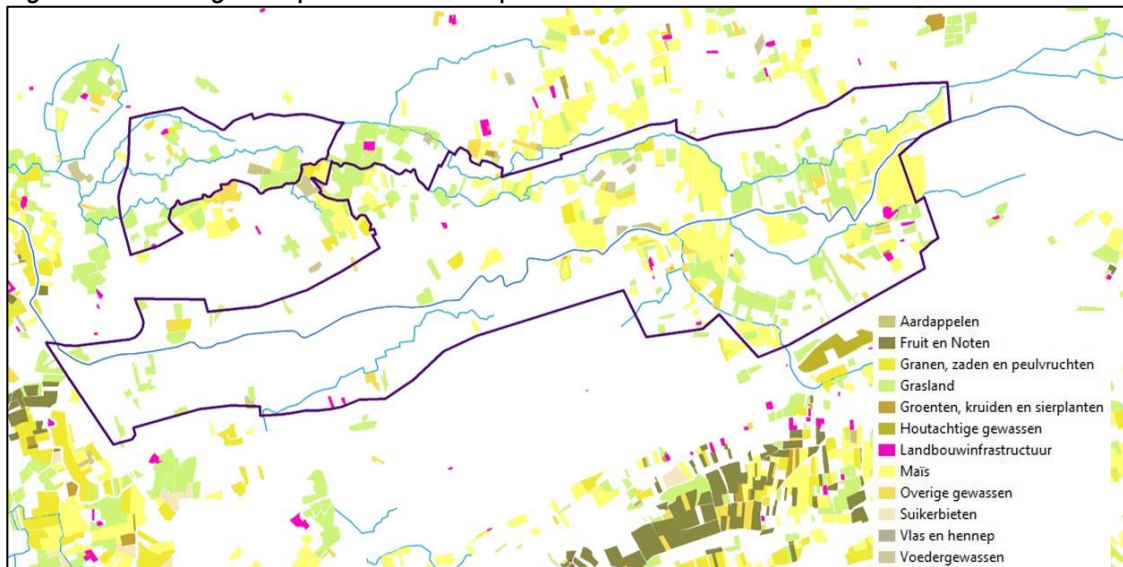 Aardappelen
Fruit en Noten
Granen, zaden en peulvruchten
Grasland
Groenten, kruiden en sierplanten
Houtachtige gewassen
Landbouwinfrastructuur
Maïs
Overige gewassen
Suikerbieten
Vlas en hennep
Voedergewassen